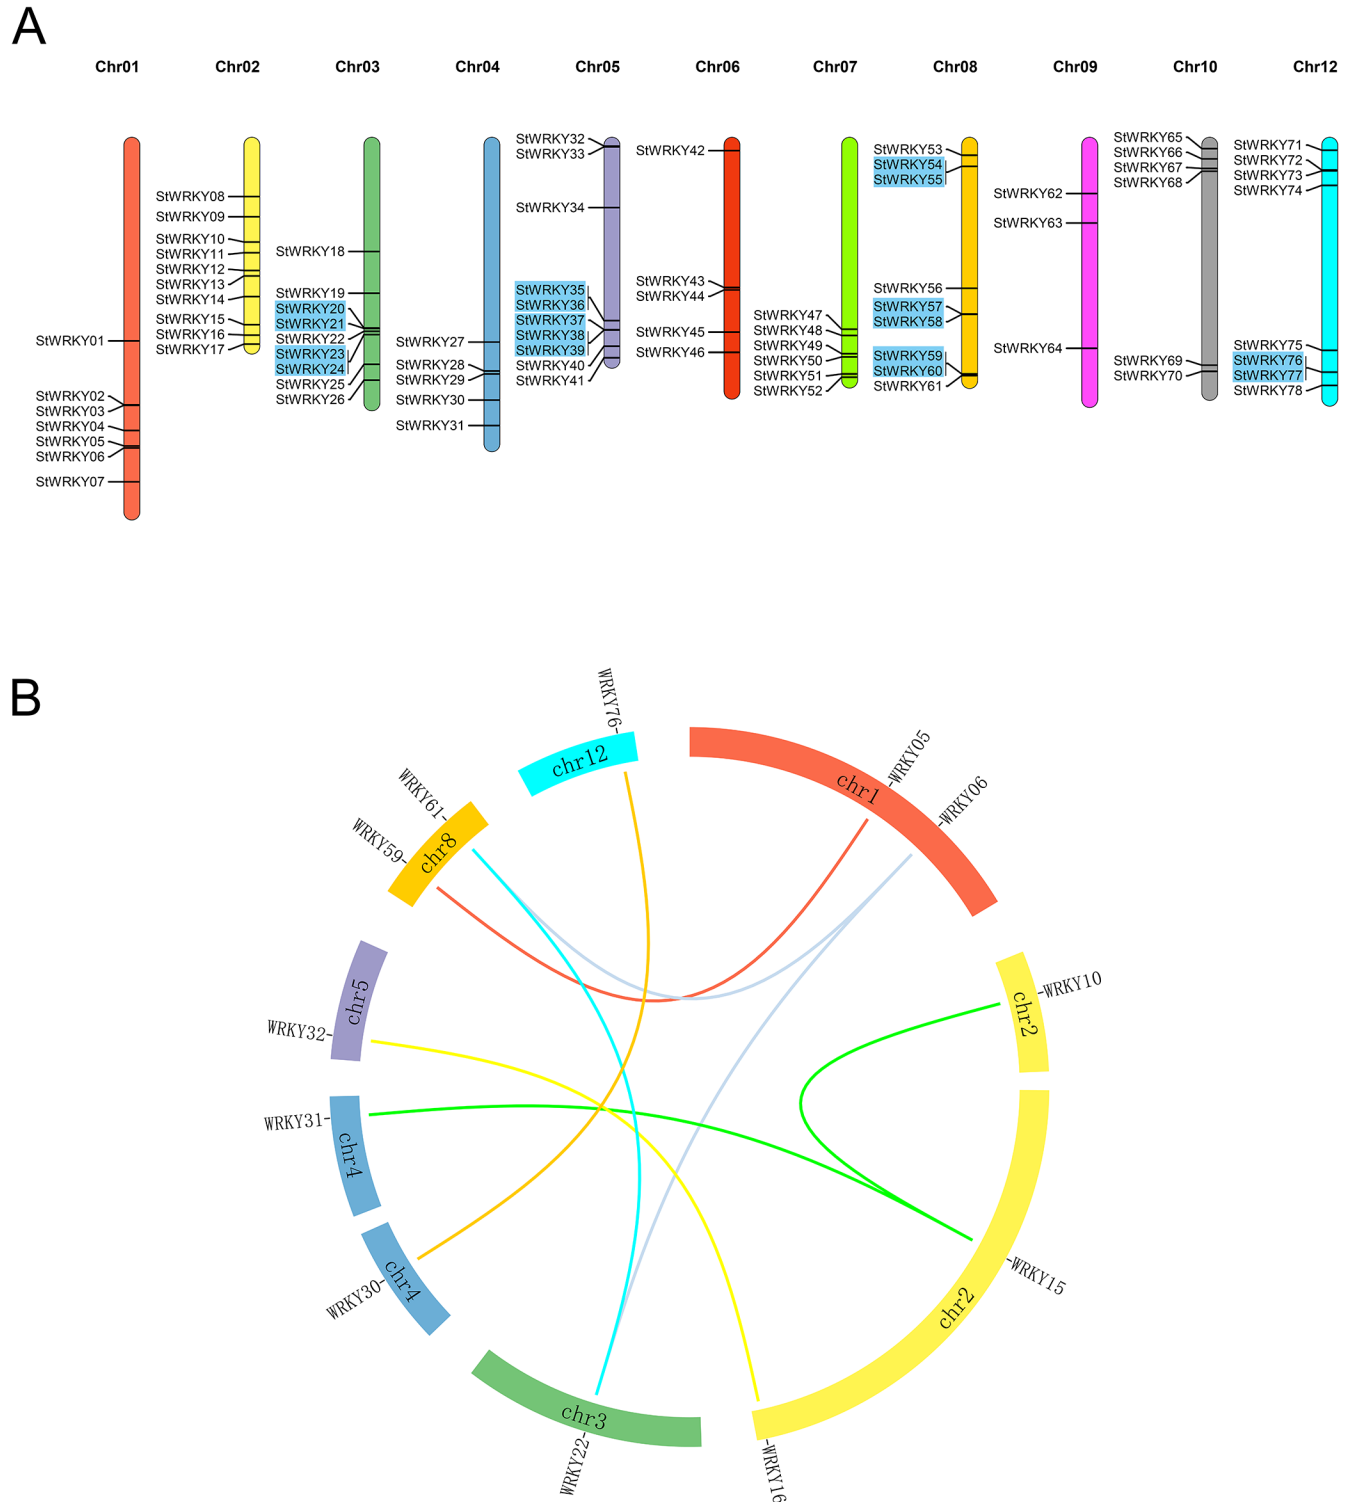 A
Chr01 Chr02 Chr03 Chr04 Chr05 Chr06 Chr07 Chr08 Chr09 Chr10 Chr12
StWRKY01
StWRKY02
StWRKY03
StWRKY04
StWRKY05
StWRKY06
StWRKY07
StWRKY08
StWRKY09
StWRKY10
StWRKY11
StWRKY12
StWRKY13
StWRKY14
StWRKY15
StWRKY16
StWRKY17
StWRKY18
StWRKY19
StWRKY20
StWRKY21
StWRKY22
StWRKY23
StWRKY24
StWRKY25
StWRKY26
StWRKY27
StWRKY28
StWRKY29
StWRKY30
StWRKY31
StWRKY32
StWRKY33
StWRKY34
StWRKY35
StWRKY36
StWRKY37
StWRKY38
StWRKY39
StWRKY40
StWRKY41
StWRKY42
StWRKY43
StWRKY44
StWRKY45
StWRKY46
StWRKY47
StWRKY48
StWRKY49
StWRKY50
StWRKY51
StWRKY52
StWRKY53
StWRKY54
StWRKY55
StWRKY56
StWRKY57
StWRKY58
StWRKY59
StWRKY60
StWRKY61
StWRKY62
StWRKY63
StWRKY64
StWRKY65
StWRKY66
StWRKY67
StWRKY68
StWRKY69
StWRKY70
StWRKY71
StWRKY72
StWRKY73
StWRKY74
StWRKY75
StWRKY76
StWRKY77
StWRKY78
B
chr1
WRKY05
WRKY06
chr2
WRKY10
chr2
WRKY15
WRKY16
chr3
WRKY22
chr4
WRKY30
chr4
WRKY31
chr5
WRKY32
chr8
WRKY59
WRKY61
chr12
WRKY76